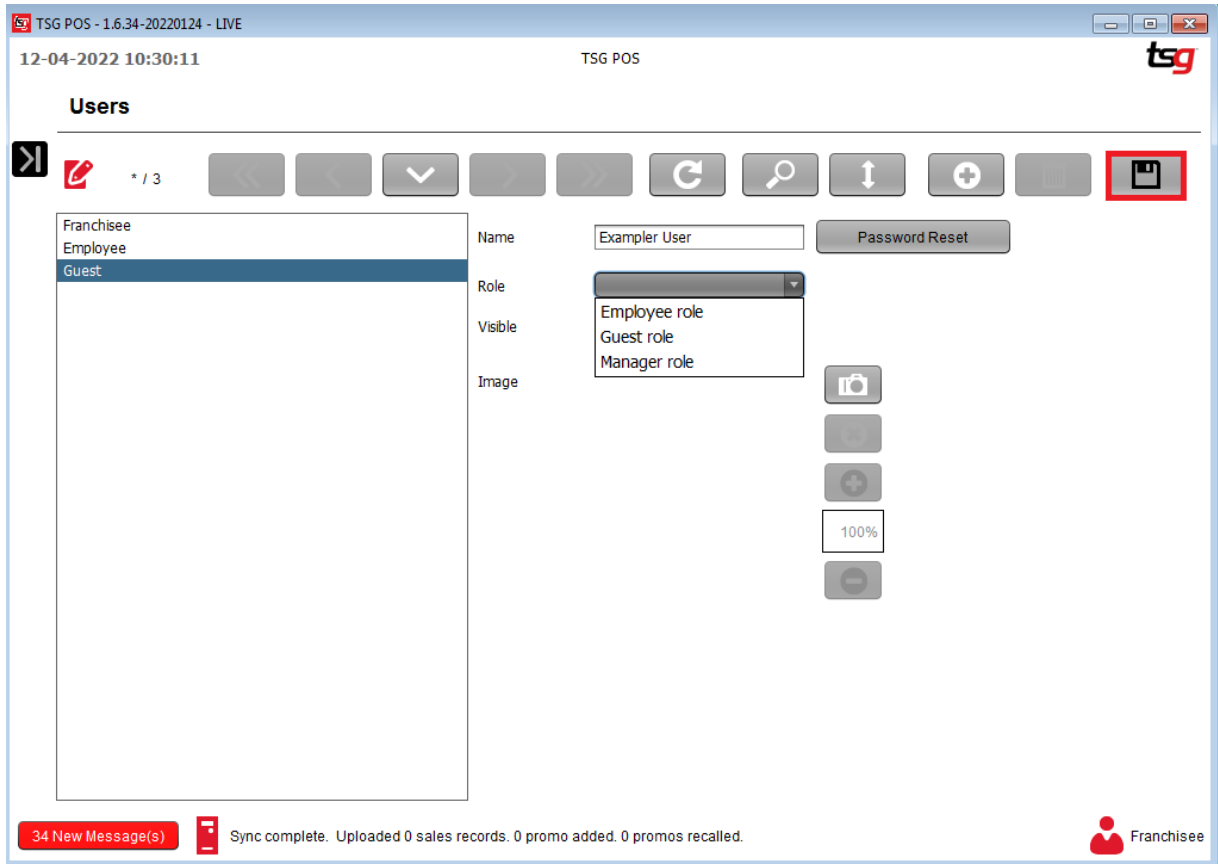 TSG POS - 1.6.34-20220124 - LIVE
12-04-2022 10:30:11
TSG POS
tsg
Users
* / 3
Franchisee
Employee
Guest
Name
Exampler User
Password Reset
Role
Employee role
Guest role
Manager role
Visible
Image
100%
34 New Message(s)
Sync complete. Uploaded 0 sales records. 0 promo added. 0 promos recalled.
Franchisee